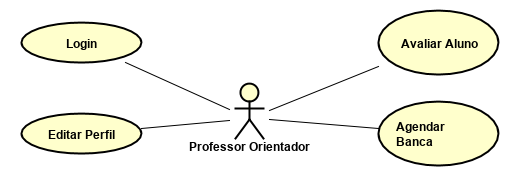 Login
Avaliar Aluno
Editar Perfil
Agendar
Banca
Professor Orientador